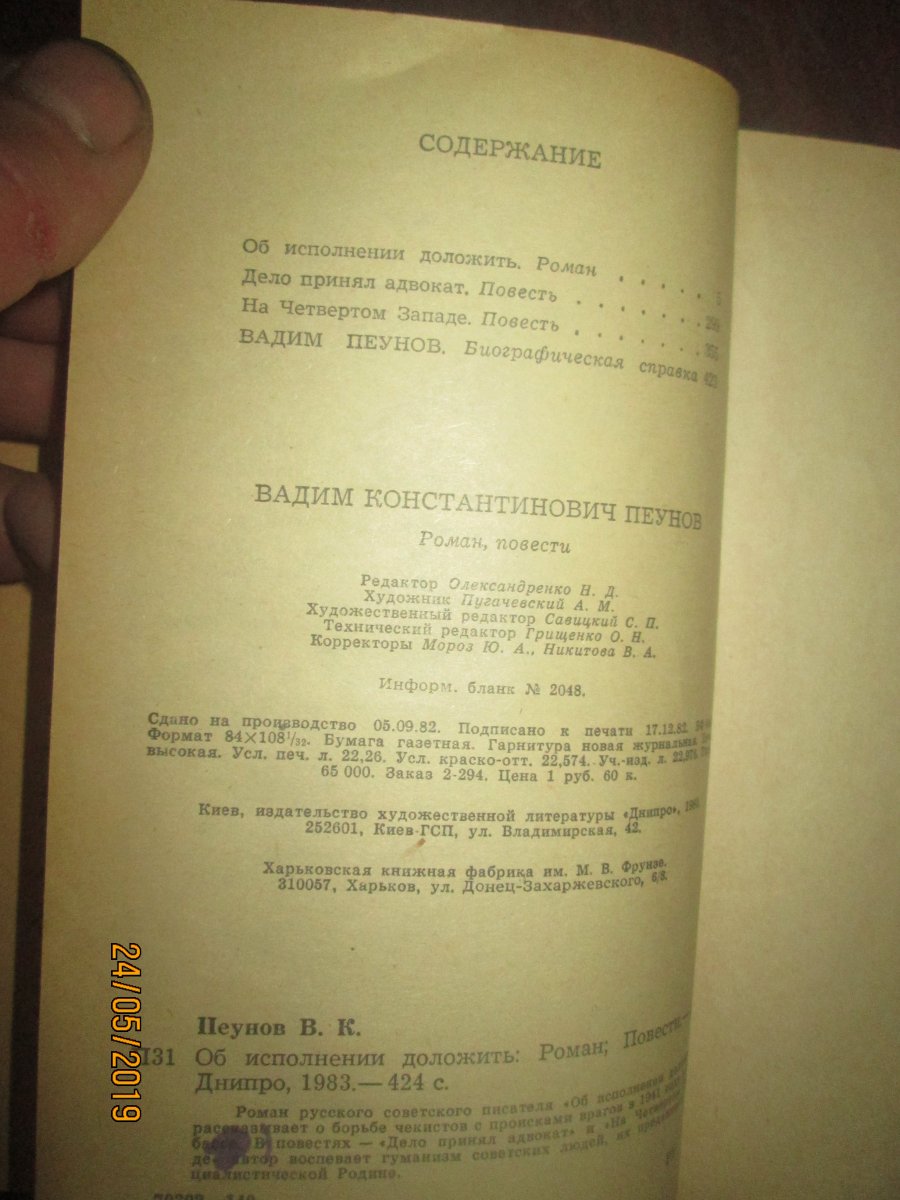 СОДЕРЖАНИЕ
Об исполнении доложить. Роман . . . . .
Дело принял адвокат. Повесть . . . . . .
На Четвертом Западе. Повесть . . . . . .
ВАДИМ ПЕУНОВ. Биографическая справка
ВАДИМ КОНСТАНТИНОВИЧ ПЕУНОВ
Роман, повести
Редактор Олександренко Н. Д.
Художник Пугачевский А. М.
Художественный редактор Савицкий С. П.
Технический редактор Грищенко О. Н.
Корректоры Мороз Ю. А., Никитова В. А.
Информ. бланк № 2048.
Сдано на производство 05.09.82. Подписано к печати 17.12.82.
Формат 84×108 1/32. Бумага газетная. Гарнитура новая журнальная.
высокая. Усл. печ. л. 22,26. Усл. краско-отт. 22,574. Уч.-изд. л.
65 000. Заказ 2-294. Цена 1 руб. 60 к.
Киев, издательство художественной литературы «Днипро»,
252601, Киев-ГСП, ул. Владимирская, 42.
Харьковская книжная фабрика им. М. В. Фрунзе.
310057, Харьков, ул. Донец-Захаржевского, 6/8.
Пеунов В. К.
П31 Об исполнении доложить: Роман; Повести.—
Днипро, 1983.— 424 с.
Роман русского советского писателя «Об исполнении
рассказывает о борьбе чекистов с происками врагов в 1941
В повестях — «Дело принял адвокат» и «На
автор воспевает гуманизм советских людей, их
циалистической Родине.
24/05/2019